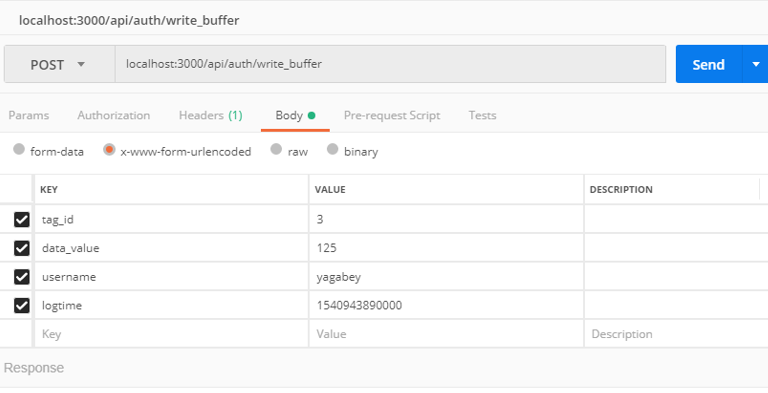 localhost:3000/api/auth/write_buffer
POST localhost:3000/api/auth/write_buffer Send
Params Authorization Headers (1) Body Pre-request Script Tests
form-data x-www-form-urlencoded raw binary
KEY VALUE DESCRIPTION
tag_id 3
data_value 125
username yagabey
logtime 1540943890000
Key Value Description
Response